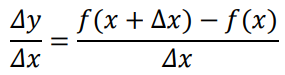 Δy/Δx = (f(x + Δx) − f(x))/Δx